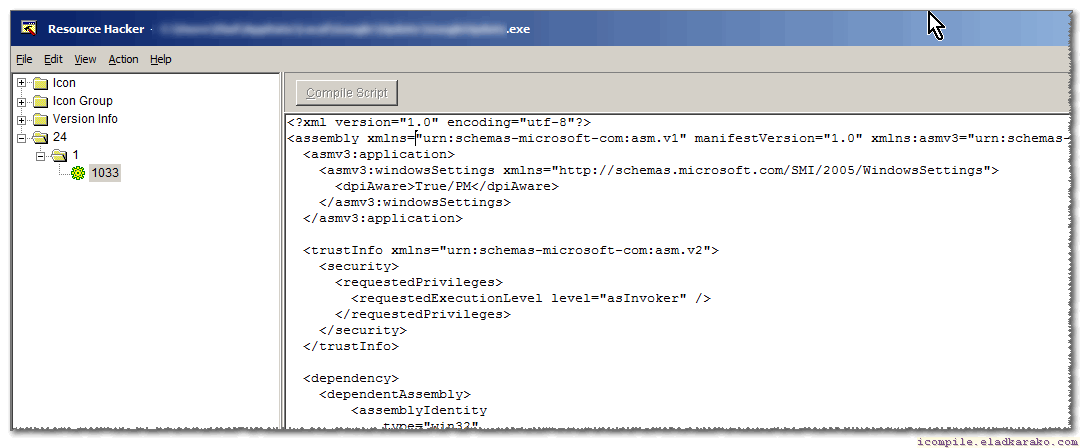 Resource Hacker - .exe
File Edit View Action Help
Icon
Icon Group
Version Info
24
1
1033
Compile Script
<?xml version="1.0" encoding="utf-8"?>
<assembly xmlns="urn:schemas-microsoft-com:asm.v1" manifestVersion="1.0" xmlns:asmv3="urn:schemas-
<asmv3:application>
<asmv3:windowsSettings xmlns="http://schemas.microsoft.com/SMI/2005/WindowsSettings">
<dpiAware>True/PM</dpiAware>
</asmv3:windowsSettings>
</asmv3:application>
<trustInfo xmlns="urn:schemas-microsoft-com:asm.v2">
<security>
<requestedPrivileges>
<requestedExecutionLevel level="asInvoker" />
</requestedPrivileges>
</security>
</trustInfo>
<dependency>
<dependentAssembly>
<assemblyIdentity
type="win32"
icompile.eladkarako.com